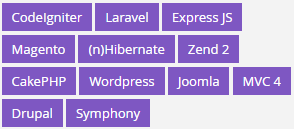 CodeIgniter Laravel Express JS
Magento (n)Hibernate Zend 2
CakePHP Wordpress Joomla MVC 4
Drupal Symphony